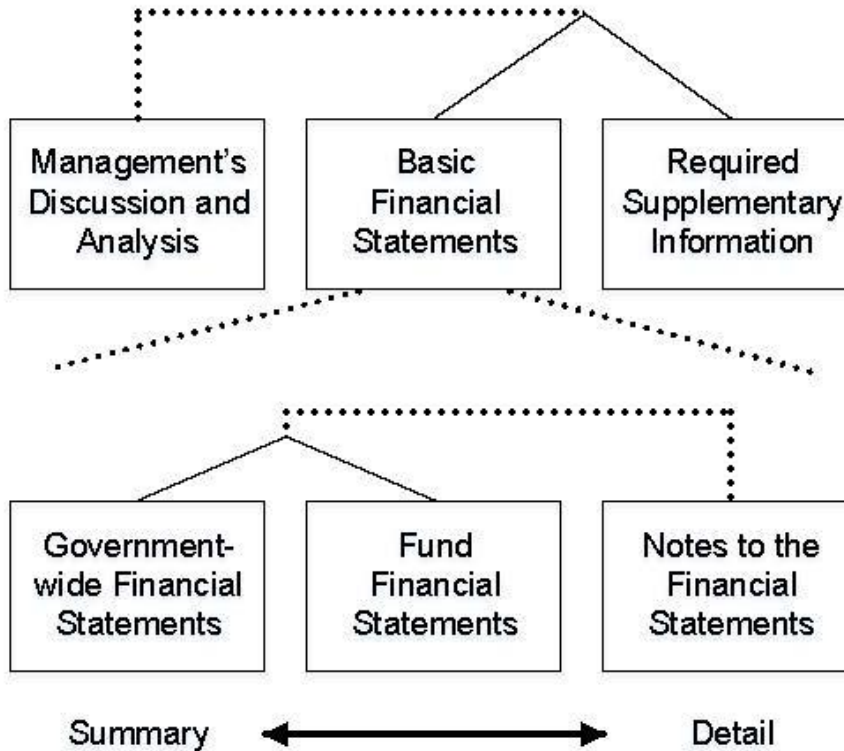 Management's
Discussion and
Analysis
Basic
Financial
Statements
Required
Supplementary
Information
Government-
wide Financial
Statements
Fund
Financial
Statements
Notes to the
Financial
Statements
Summary
Detail